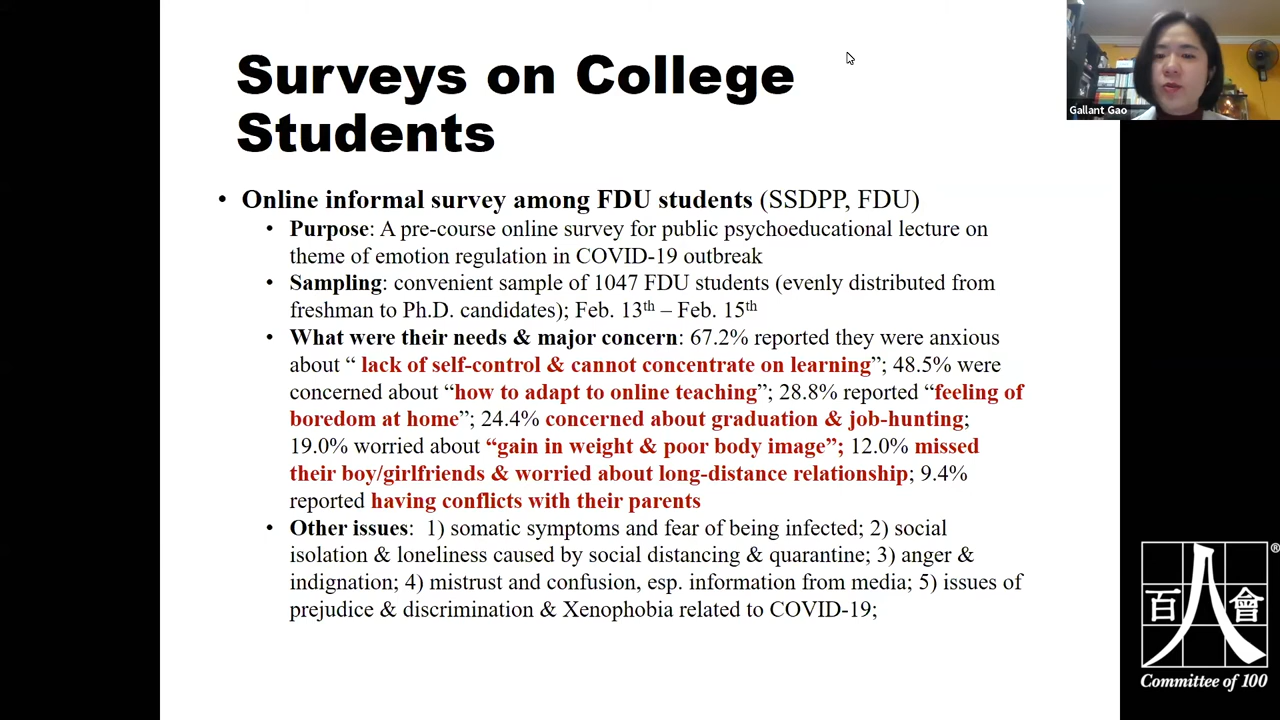 Surveys on College
Students
• Online informal survey among FDU students (SSDPP, FDU)
• Purpose: A pre-course online survey for public psychoeducational lecture on
theme of emotion regulation in COVID-19 outbreak
• Sampling: convenient sample of 1047 FDU students (evenly distributed from
freshman to Ph.D. candidates); Feb. 13th – Feb. 15th
• What were their needs & major concern: 67.2% reported they were anxious
about “ lack of self-control & cannot concentrate on learning”; 48.5% were
concerned about “how to adapt to online teaching”; 28.8% reported “feeling of
boredom at home”; 24.4% concerned about graduation & job-hunting;
19.0% worried about “gain in weight & poor body image”; 12.0% missed
their boy/girlfriends & worried about long-distance relationship; 9.4%
reported having conflicts with their parents
• Other issues: 1) somatic symptoms and fear of being infected; 2) social
isolation & loneliness caused by social distancing & quarantine; 3) anger &
indignation; 4) mistrust and confusion, esp. information from media; 5) issues of
prejudice & discrimination & Xenophobia related to COVID-19;
Gallant Gao
百人會®
Committee of 100